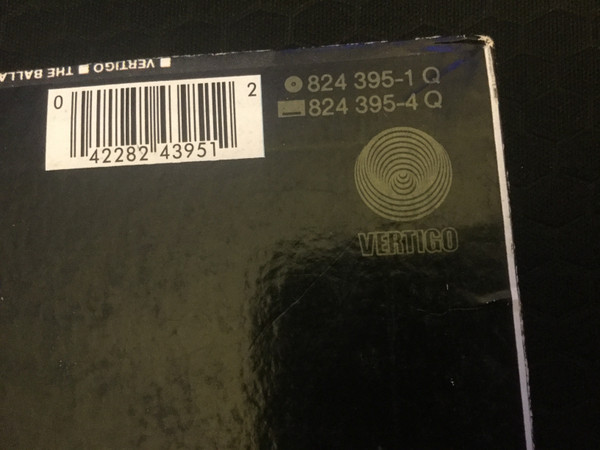 VERTIGO ■ THE BALLA
0 42282 43951 2
824 395-1 Q
824 395-4 Q
VERTIGO